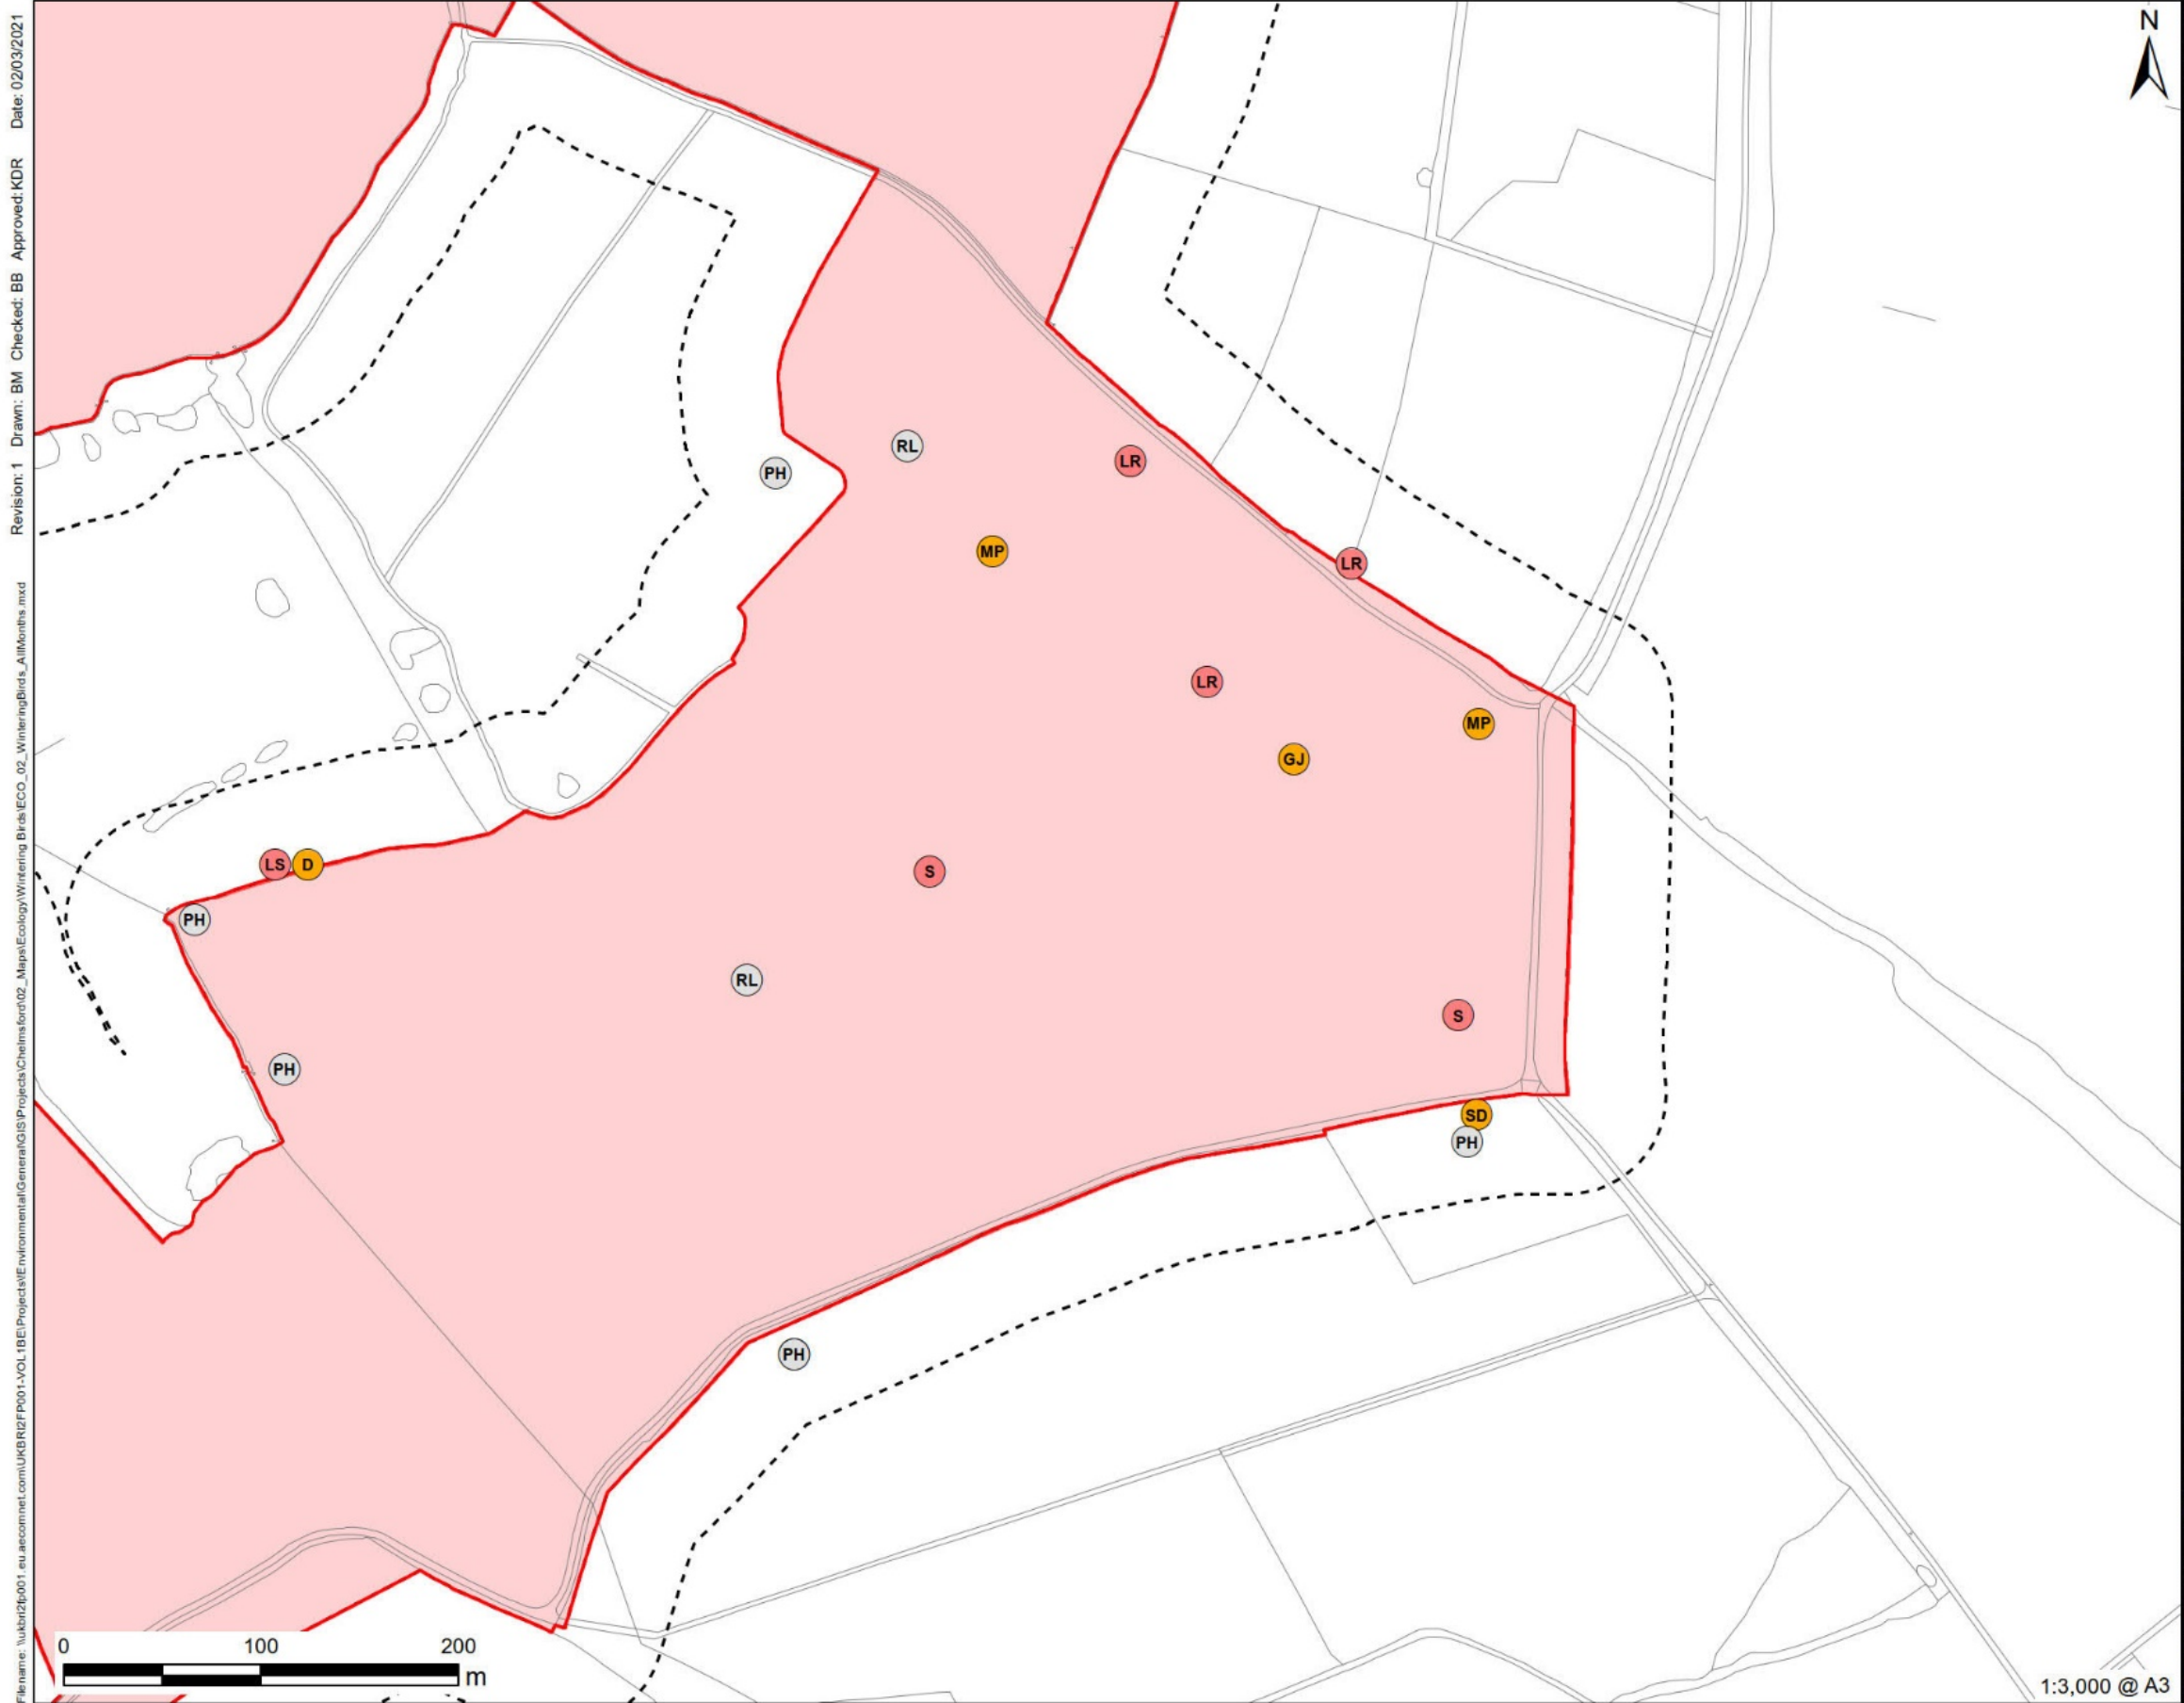 Filename: \\ukbri2fp001.eu.aecomnet.com\UKBRI2FP001-VOL1BE\Projects\Environmental\General\GIS\Projects\Chelmsford\02_Maps\Ecology\Wintering Birds\ECO_02_WinteringBirds_AllMonths.mxd Revision: 1 Drawn: BM Checked: BB Approved: KDR Date: 02/03/2021
N
RL
LR
PH
MP
LR
LR
MP
GJ
LS D
S
PH
RL
S
PH
SD
PH
PH
0 100 200
m
1:3,000 @ A3